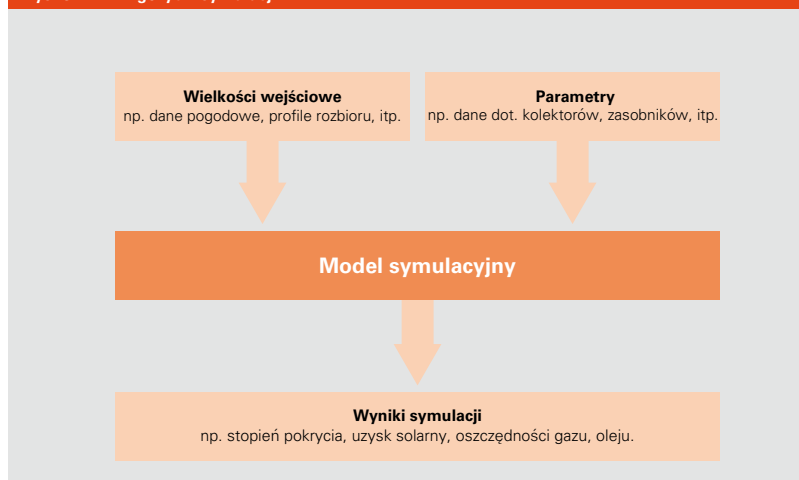 Wielkości wejściowe
np. dane pogodowe, profile rozbioru, itp.
Parametry
np. dane dot. kolektorów, zasobników, itp.
Model symulacyjny
Wyniki symulacji
np. stopień pokrycia, uzysk solarny, oszczędności gazu, oleju.